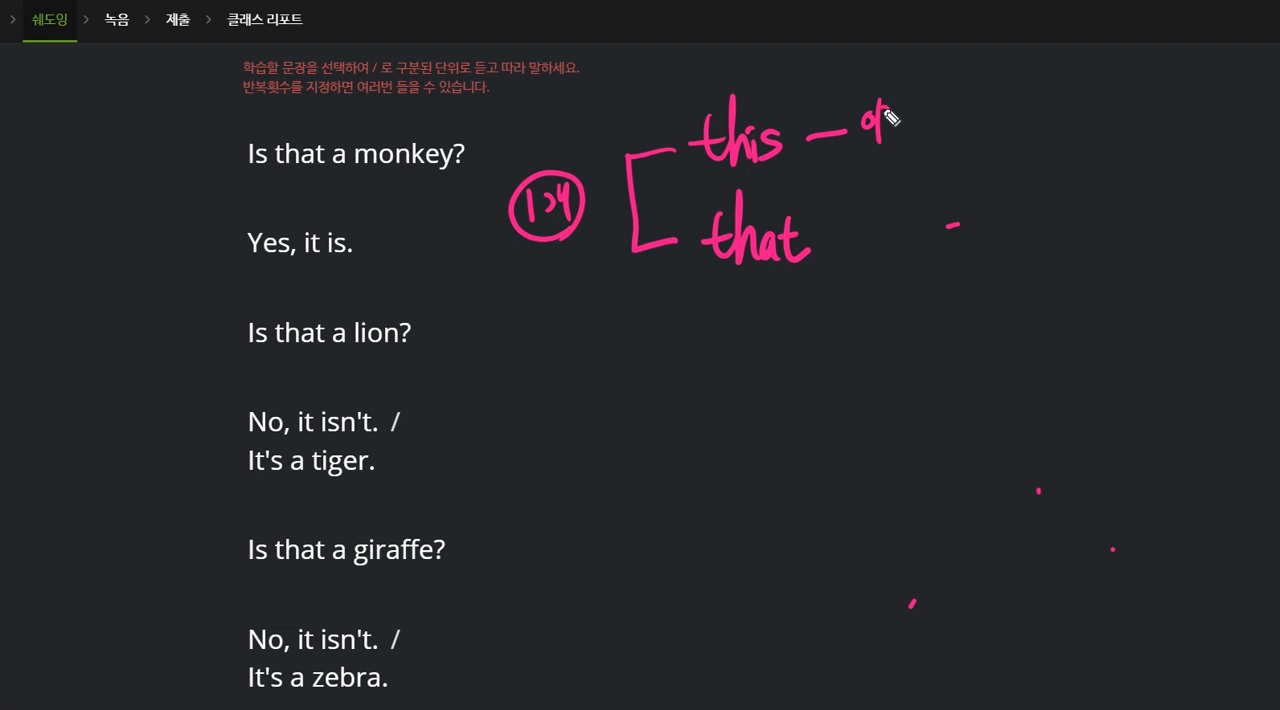 > 쉐도잉 > 녹음 > 제출 > 클래스 리포트
학습할 문장을 선택하여 / 로 구분된 단위로 듣고 따라 말하세요.
반복횟수를 지정하면 여러번 들을 수 있습니다.
this —
Is that a monkey?
that
Yes, it is.
Is that a lion?
No, it isn't. /
It's a tiger.
Is that a giraffe?
No, it isn't. /
It's a zebra.